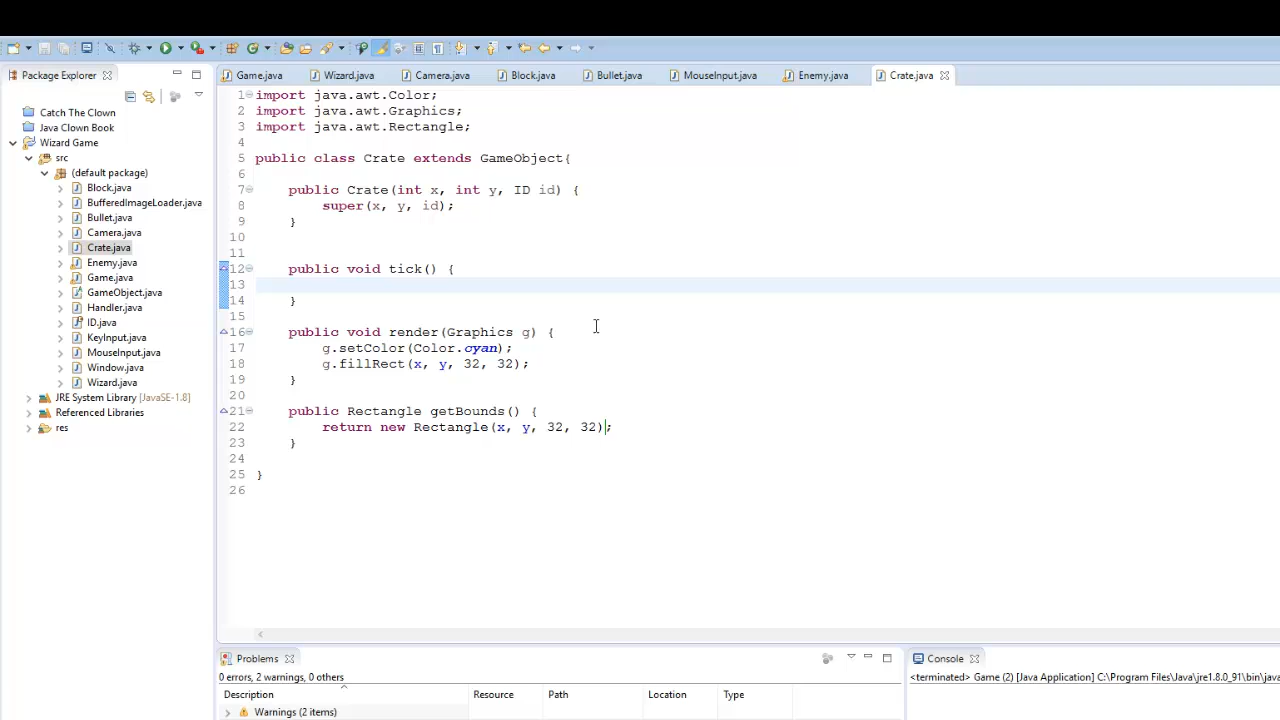 Package Explorer
Game.java Wizard.java Camera.java Block.java Bullet.java MouseInput.java Enemy.java Crate.java
Catch The Clown
Java Clown Book
Wizard Game
src
(default package)
Block.java
BufferedImageLoader.java
Bullet.java
Camera.java
Crate.java
Enemy.java
Game.java
GameObject.java
Handler.java
ID.java
KeyInput.java
MouseInput.java
Window.java
Wizard.java
JRE System Library [JavaSE-1.8]
Referenced Libraries
res
1 import java.awt.Color;
2 import java.awt.Graphics;
3 import java.awt.Rectangle;
4
5 public class Crate extends GameObject{
6
7 public Crate(int x, int y, ID id) {
8 super(x, y, id);
9 }
10
11
12 public void tick() {
13
14 }
15
16 public void render(Graphics g) {
17 g.setColor(Color.cyan);
18 g.fillRect(x, y, 32, 32);
19 }
20
21 public Rectangle getBounds() {
22 return new Rectangle(x, y, 32, 32);
23 }
24
25 }
26
Problems
0 errors, 2 warnings, 0 others
Description Resource Path Location Type
Warnings (2 items)
Console
<terminated> Game (2) [Java Application] C:\Program Files\Java\jre1.8.0_91\bin\java